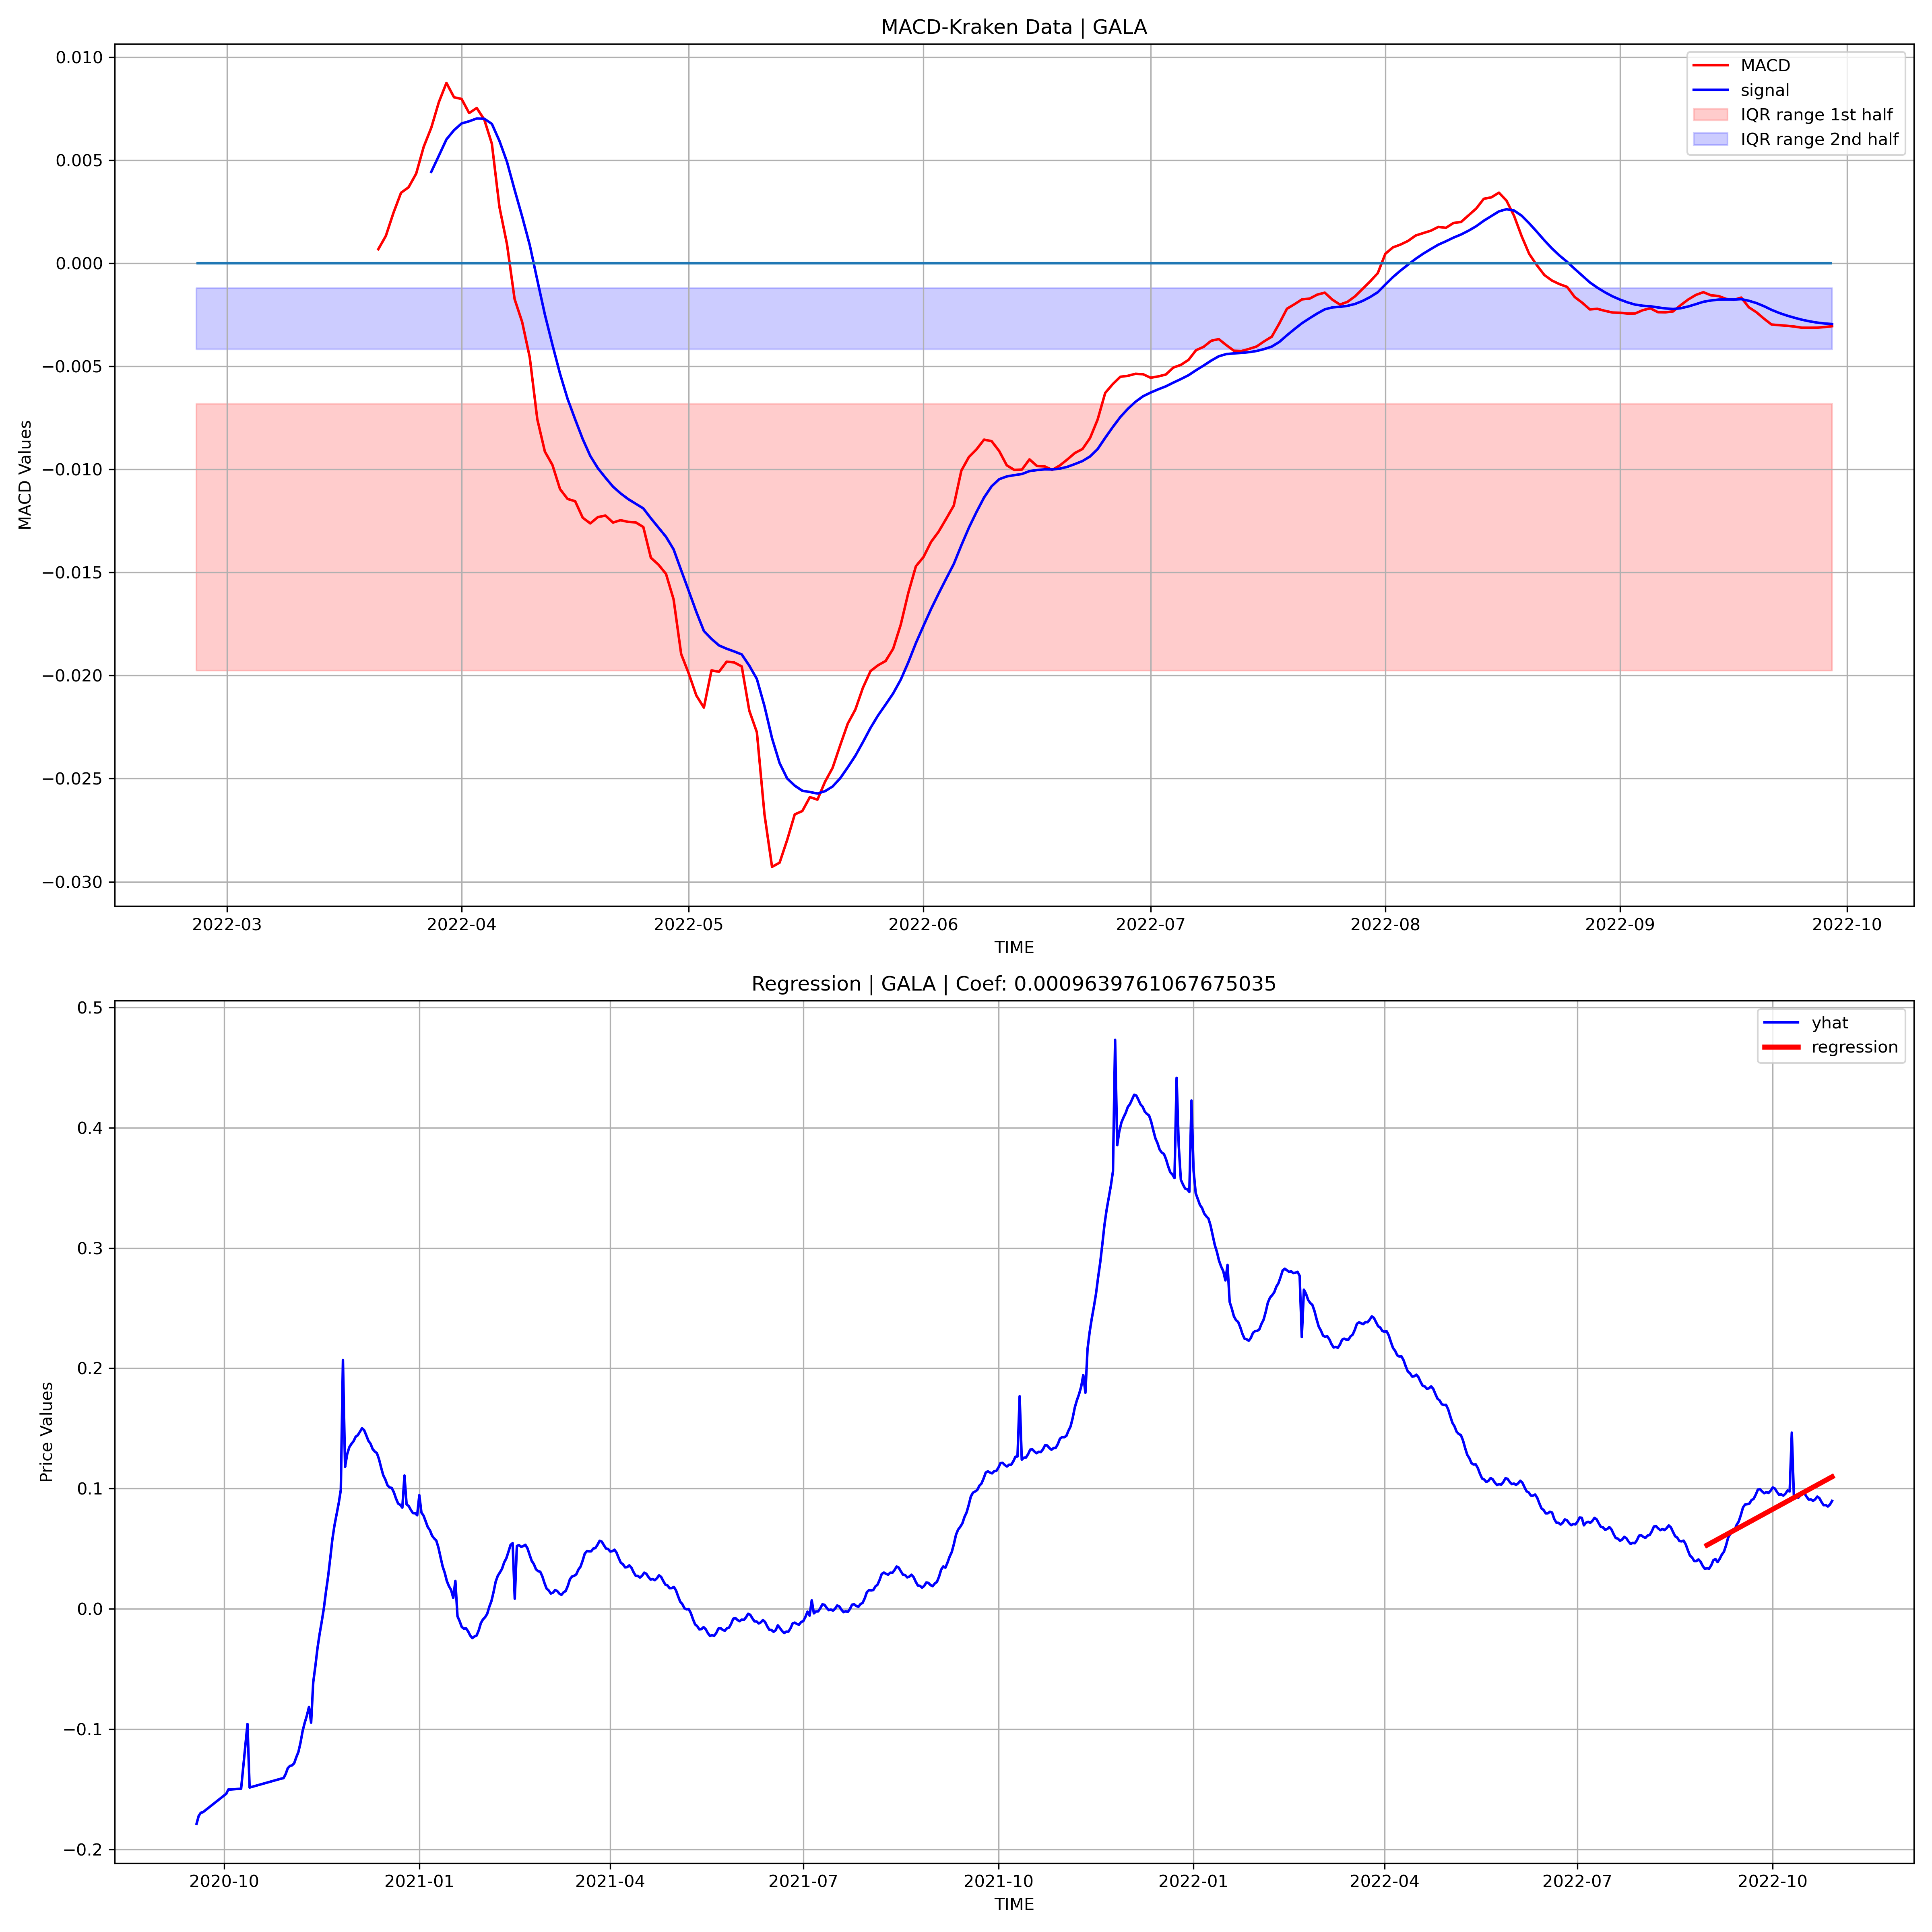 MACD-Kraken Data | GALA
0.010
0.005
0.000
−0.005
−0.010
−0.015
−0.020
−0.025
−0.030
MACD Values
MACD
signal
IQR range 1st half
IQR range 2nd half
2022-03 2022-04 2022-05 2022-06 2022-07 2022-08 2022-09 2022-10
TIME
Regression | GALA | Coef: 0.0009639761067675035
0.5
0.4
0.3
0.2
0.1
0.0
−0.1
−0.2
Price Values
yhat
regression
2020-10 2021-01 2021-04 2021-07 2021-10 2022-01 2022-04 2022-07 2022-10
TIME